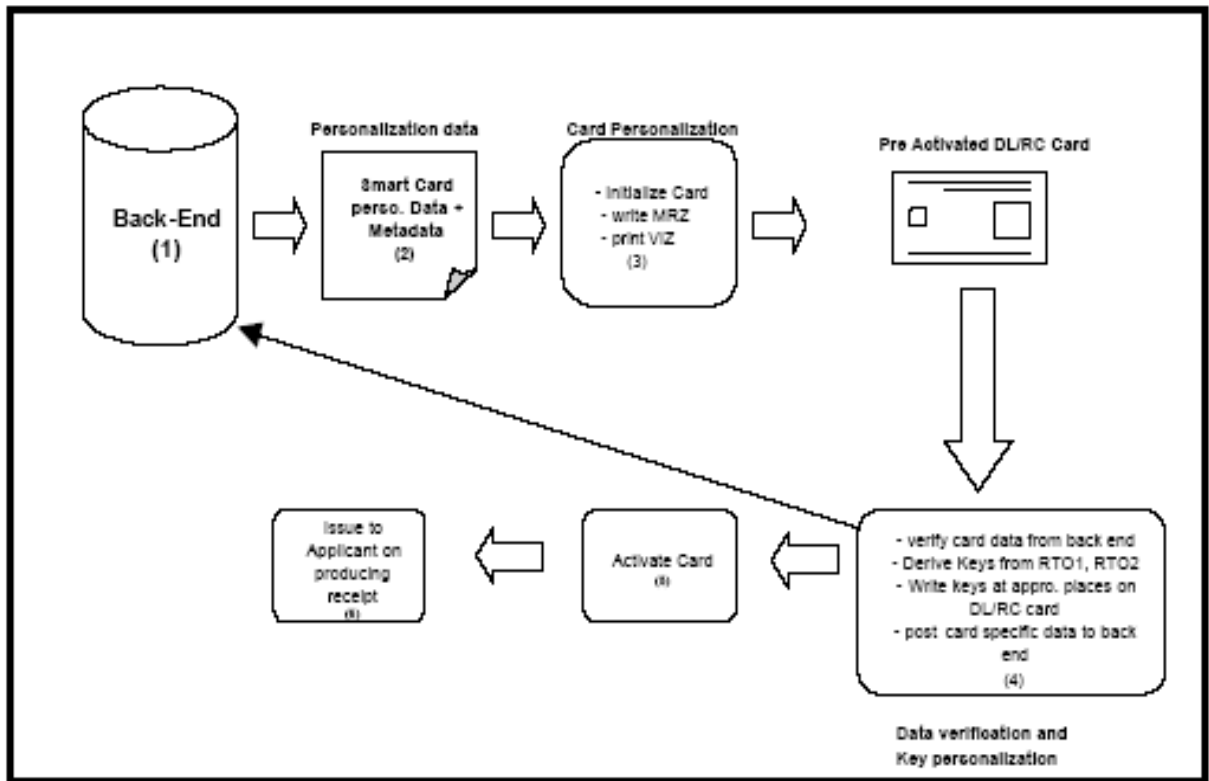 Back-End
(1)
Personalization data
Smart Card
perso. Data +
Metadata
(2)
Card Personalization
- Initialize Card
- write MRZ
- print VIZ
(3)
Pre Activated DL/RC Card
- verify card data from back end
- Derive Keys from RTO1, RTO2
- Write keys at appro. places on
DL/RC card
- post card specific data to back
end
(4)
Data verification and
Key personalization
Activate Card
Issue to
Applicant on
producing
receipt